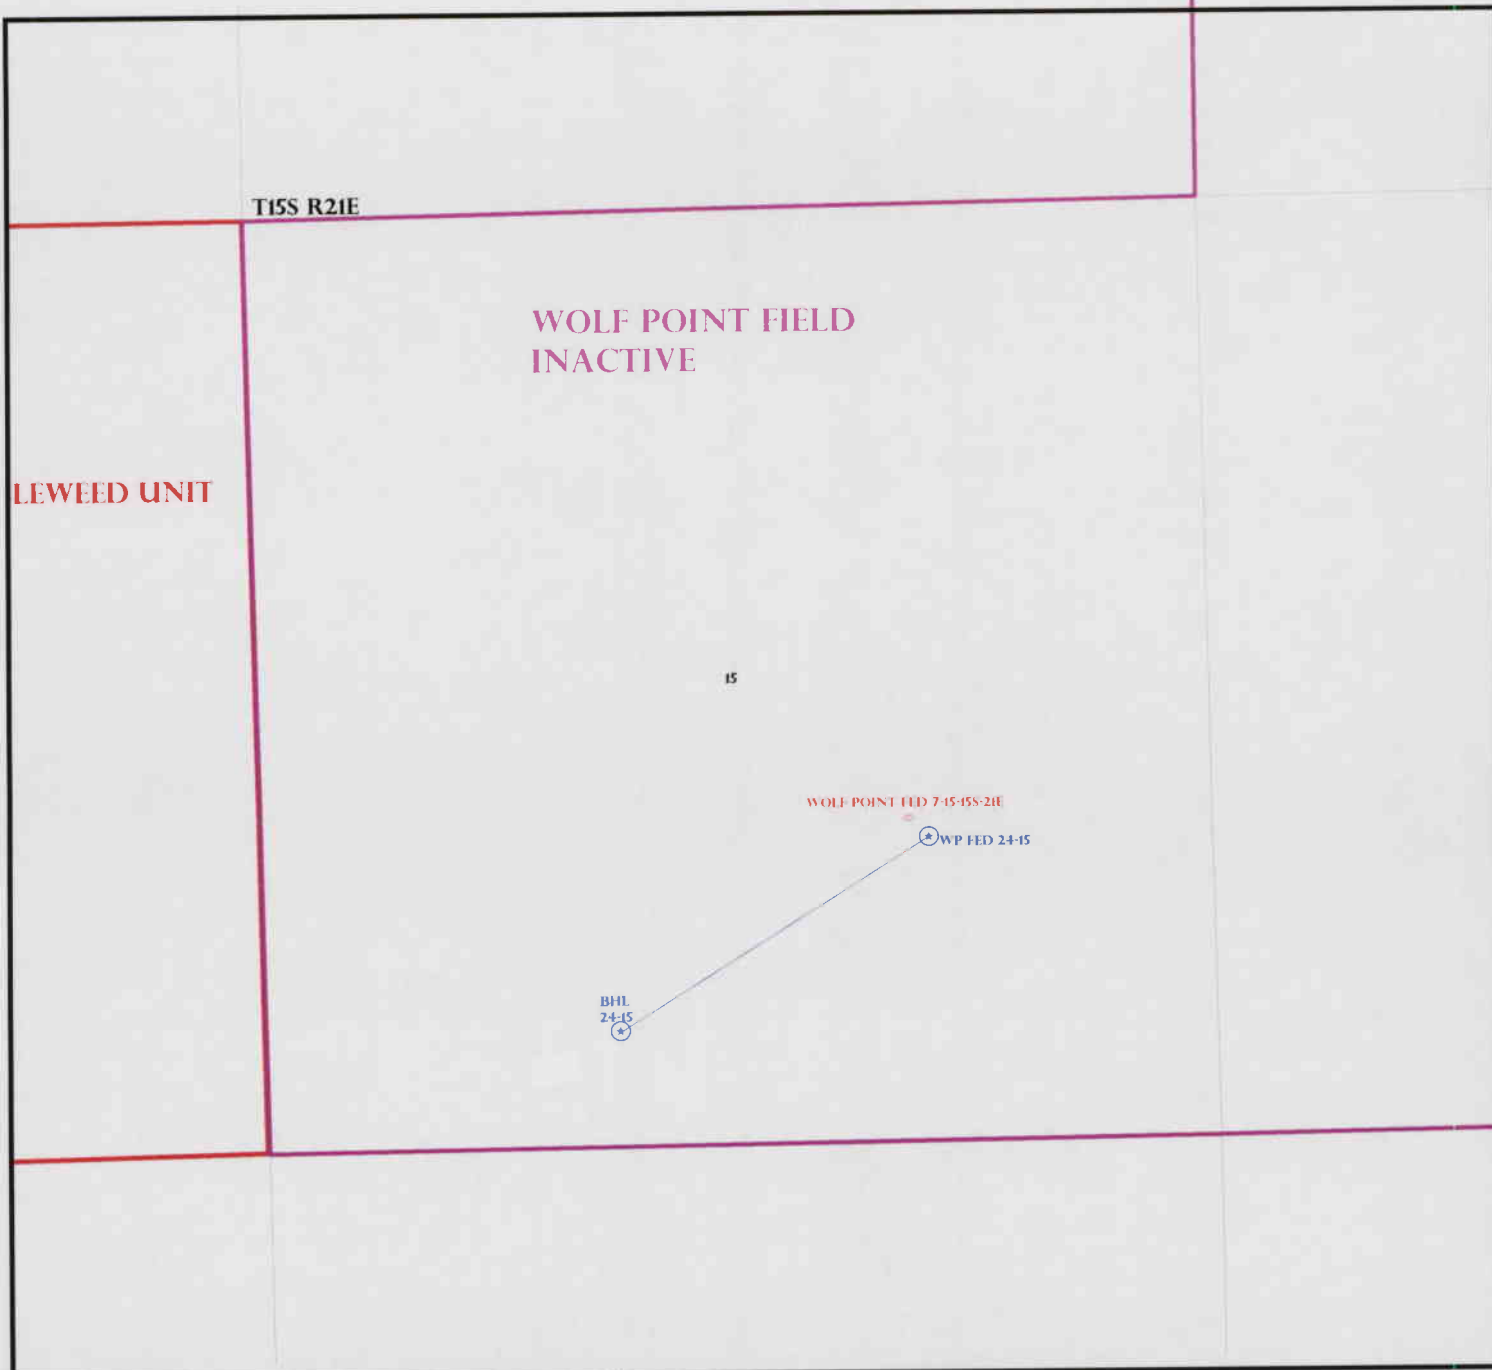 T15S R21E
WOLF POINT FIELD
INACTIVE
LEWEED UNIT
15
WOLF POINT FED 7-15-15S-21E
WP FED 24-15
BHL
24-15